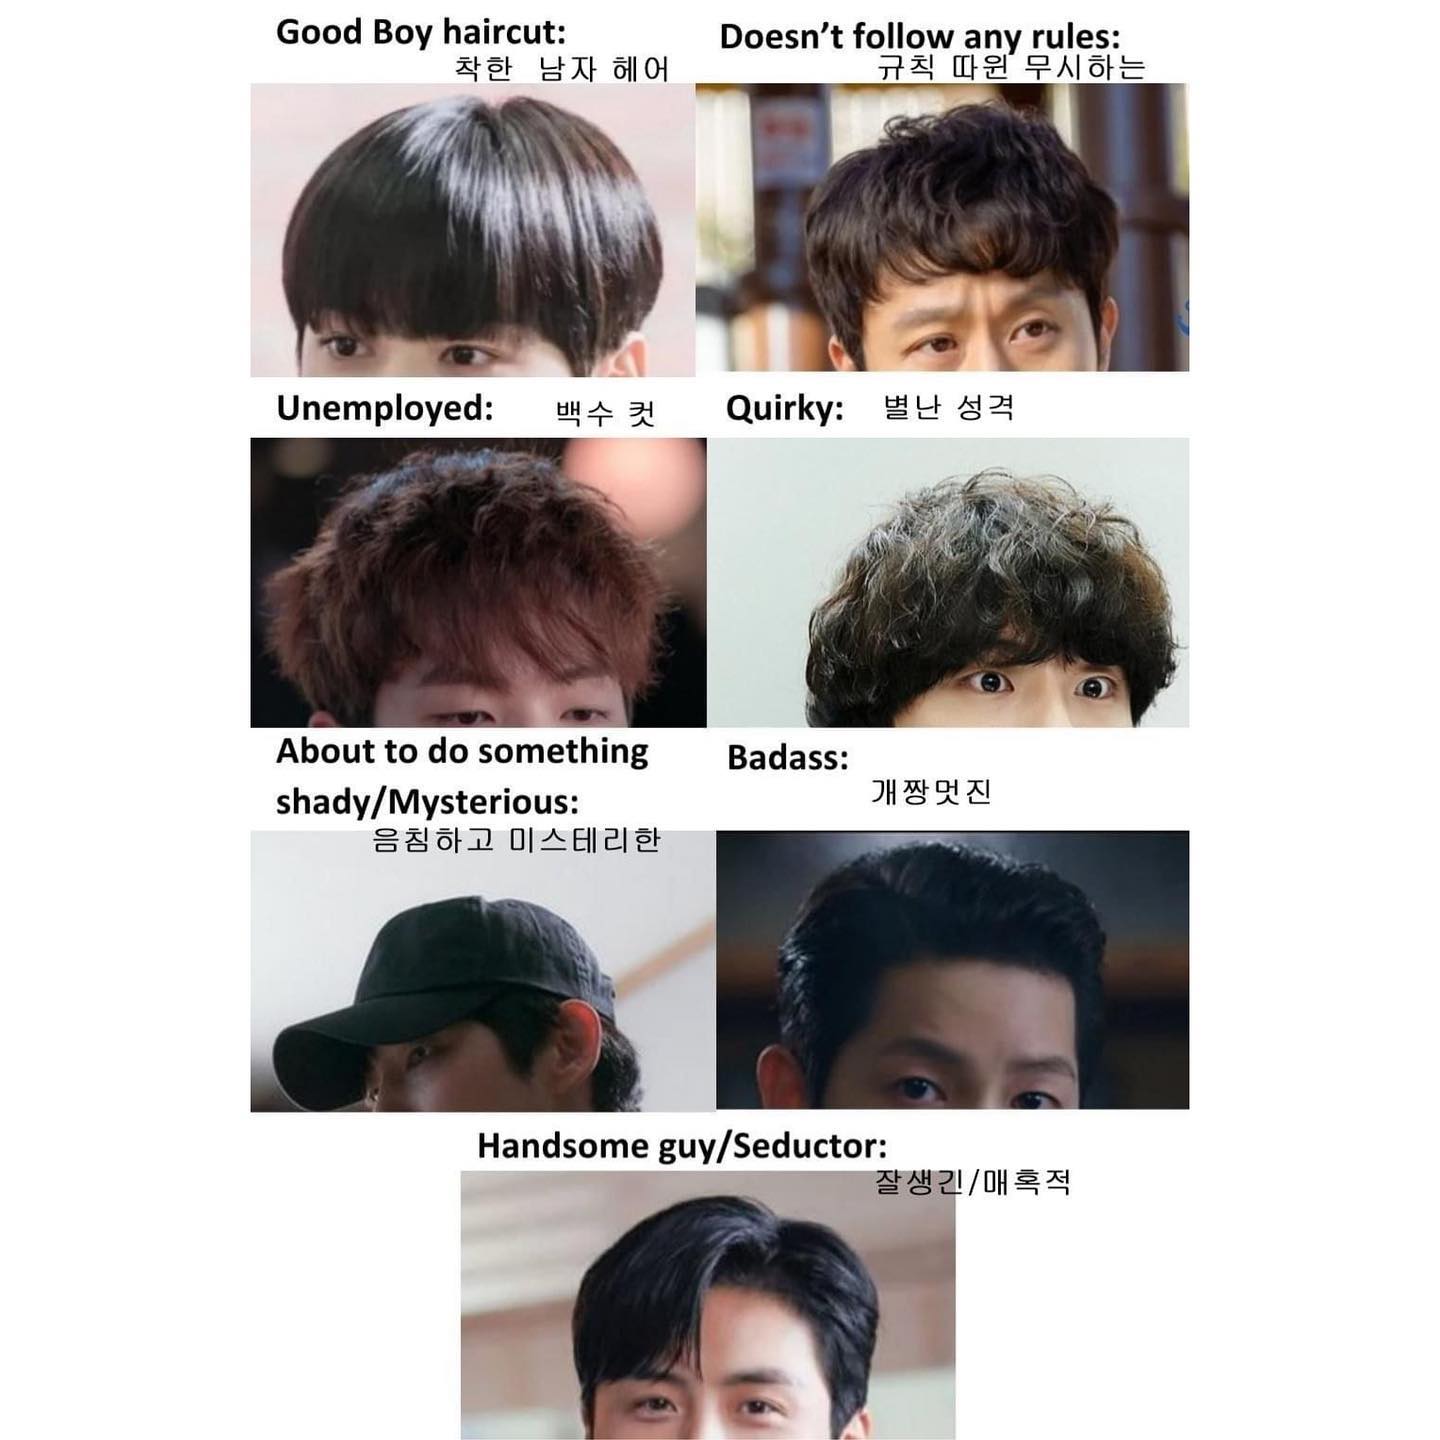 Good Boy haircut:
착한 남자 헤어
Doesn’t follow any rules:
규칙 따윈 무시하는
Unemployed:
백수 컷
Quirky:
별난 성격
About to do something
shady/Mysterious:
음침하고 미스테리한
Badass:
개짱멋진
Handsome guy/Seductor:
잘생긴/매혹적